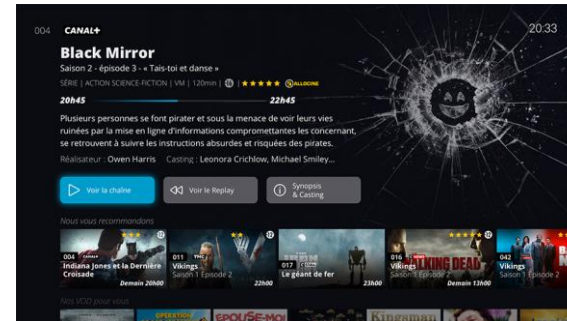 004 CANAL+ 20:33
Black Mirror
Saison 2 - épisode 3 - « Tais-toi et danse »
SÉRIE | ACTION SCIENCE-FICTION | VM | 120min | | ★★★★★ ALLOCINE
20h45 22h45
Plusieurs personnes se font pirater et sous la menace de voir leurs vies
ruinées par la mise en ligne d'informations compromettantes les concernant,
se retrouvent à suivre les instructions absurdes et risquées des pirates.
Réalisateur : Owen Harris Casting : Leonora Crichlow, Michael Smiley...
Voir la chaîne
Voir le Replay
Synopsis
& Casting
Nous vous recommandons
004 CANAL+
Indiana Jones et la Dernière
Croisade
Demain 20h00
011
Vikings
Saison 1 Épisode 2
22h00
017
Le géant de fer
23h00
016
KING DEAD
Vikings
Saison 1 Épisode 2
Demain 13h00
042
Vikings
Saison 1 Épisode 2
Nos VOD pour vous
OPÉRATION
EPOUSE-MOI
Kingsman